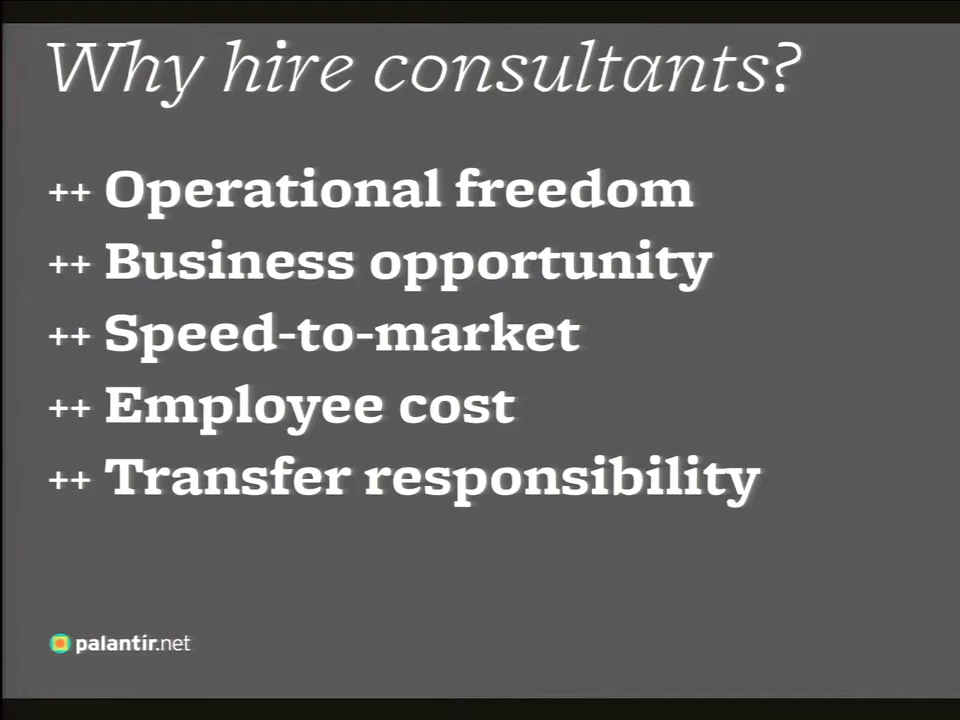 Why hire consultants?
++ Operational freedom
++ Business opportunity
++ Speed-to-market
++ Employee cost
++ Transfer responsibility
palantir.net